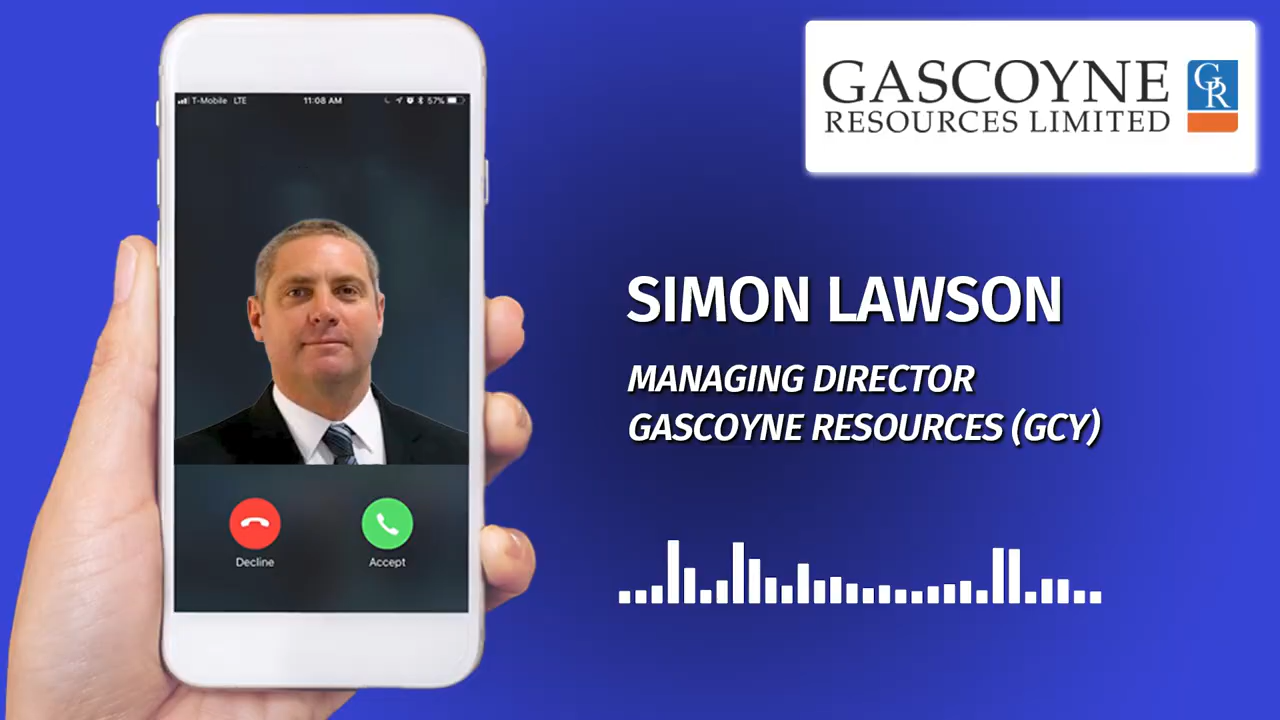 T-Mobile LTE 11:08 AM 57%
GASCOYNE GR
RESOURCES LIMITED
SIMON LAWSON
MANAGING DIRECTOR
GASCOYNE RESOURCES (GCY)
Decline Accept